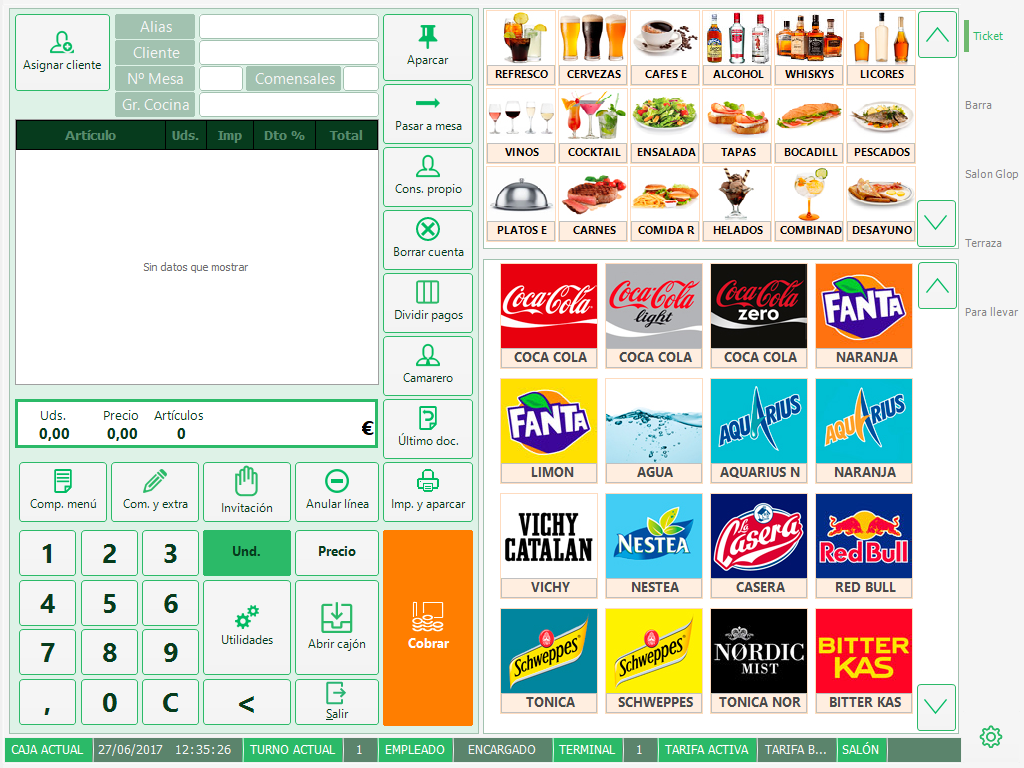 Asignar cliente
Alias
Cliente
Nº Mesa
Comensales
Gr. Cocina
Artículo Uds. Imp Dto % Total
Sin datos que mostrar
Uds. Precio Artículos
0,00 0,00 0 €
Comp. menú
Com. y extra
Invitación
Anular línea
Imp. y aparcar
Aparcar
Pasar a mesa
Cons. propio
Borrar cuenta
Dividir pagos
Camarero
Último doc.
1 2 3 Und. Precio
4 5 6
7 8 9
, 0 C <
Utilidades
Abrir cajón
Salir
Cobrar
REFRESCO CERVEZAS CAFES E ALCOHOL WHISKYS LICORES
VINOS COCKTAIL ENSALADA TAPAS BOCADILL PESCADOS
PLATOS E CARNES COMIDA R HELADOS COMBINAD DESAYUNO
Coca-Cola
COCA COLA
Coca-Cola
light
COCA COLA
Coca-Cola
zero
COCA COLA
FANTA
NARANJA
FANTA
LIMON
AGUA
AQUARIUS
AQUARIUS N
AQUARIUS
NARANJA
VICHY
CATALAN
VICHY
NESTEA
NESTEA
La
Casera
CASERA
Red Bull
RED BULL
Schweppes
TONICA
Schweppes
SCHWEPPES
NORDIC
MIST
TONICA NOR
BITTER
KAS
BITTER KAS
Ticket
Barra
Salon Glop
Terraza
Para llevar
CAJA ACTUAL 27/06/2017 12:35:26 TURNO ACTUAL 1 EMPLEADO ENCARGADO TERMINAL 1 TARIFA ACTIVA TARIFA B... SALÓN